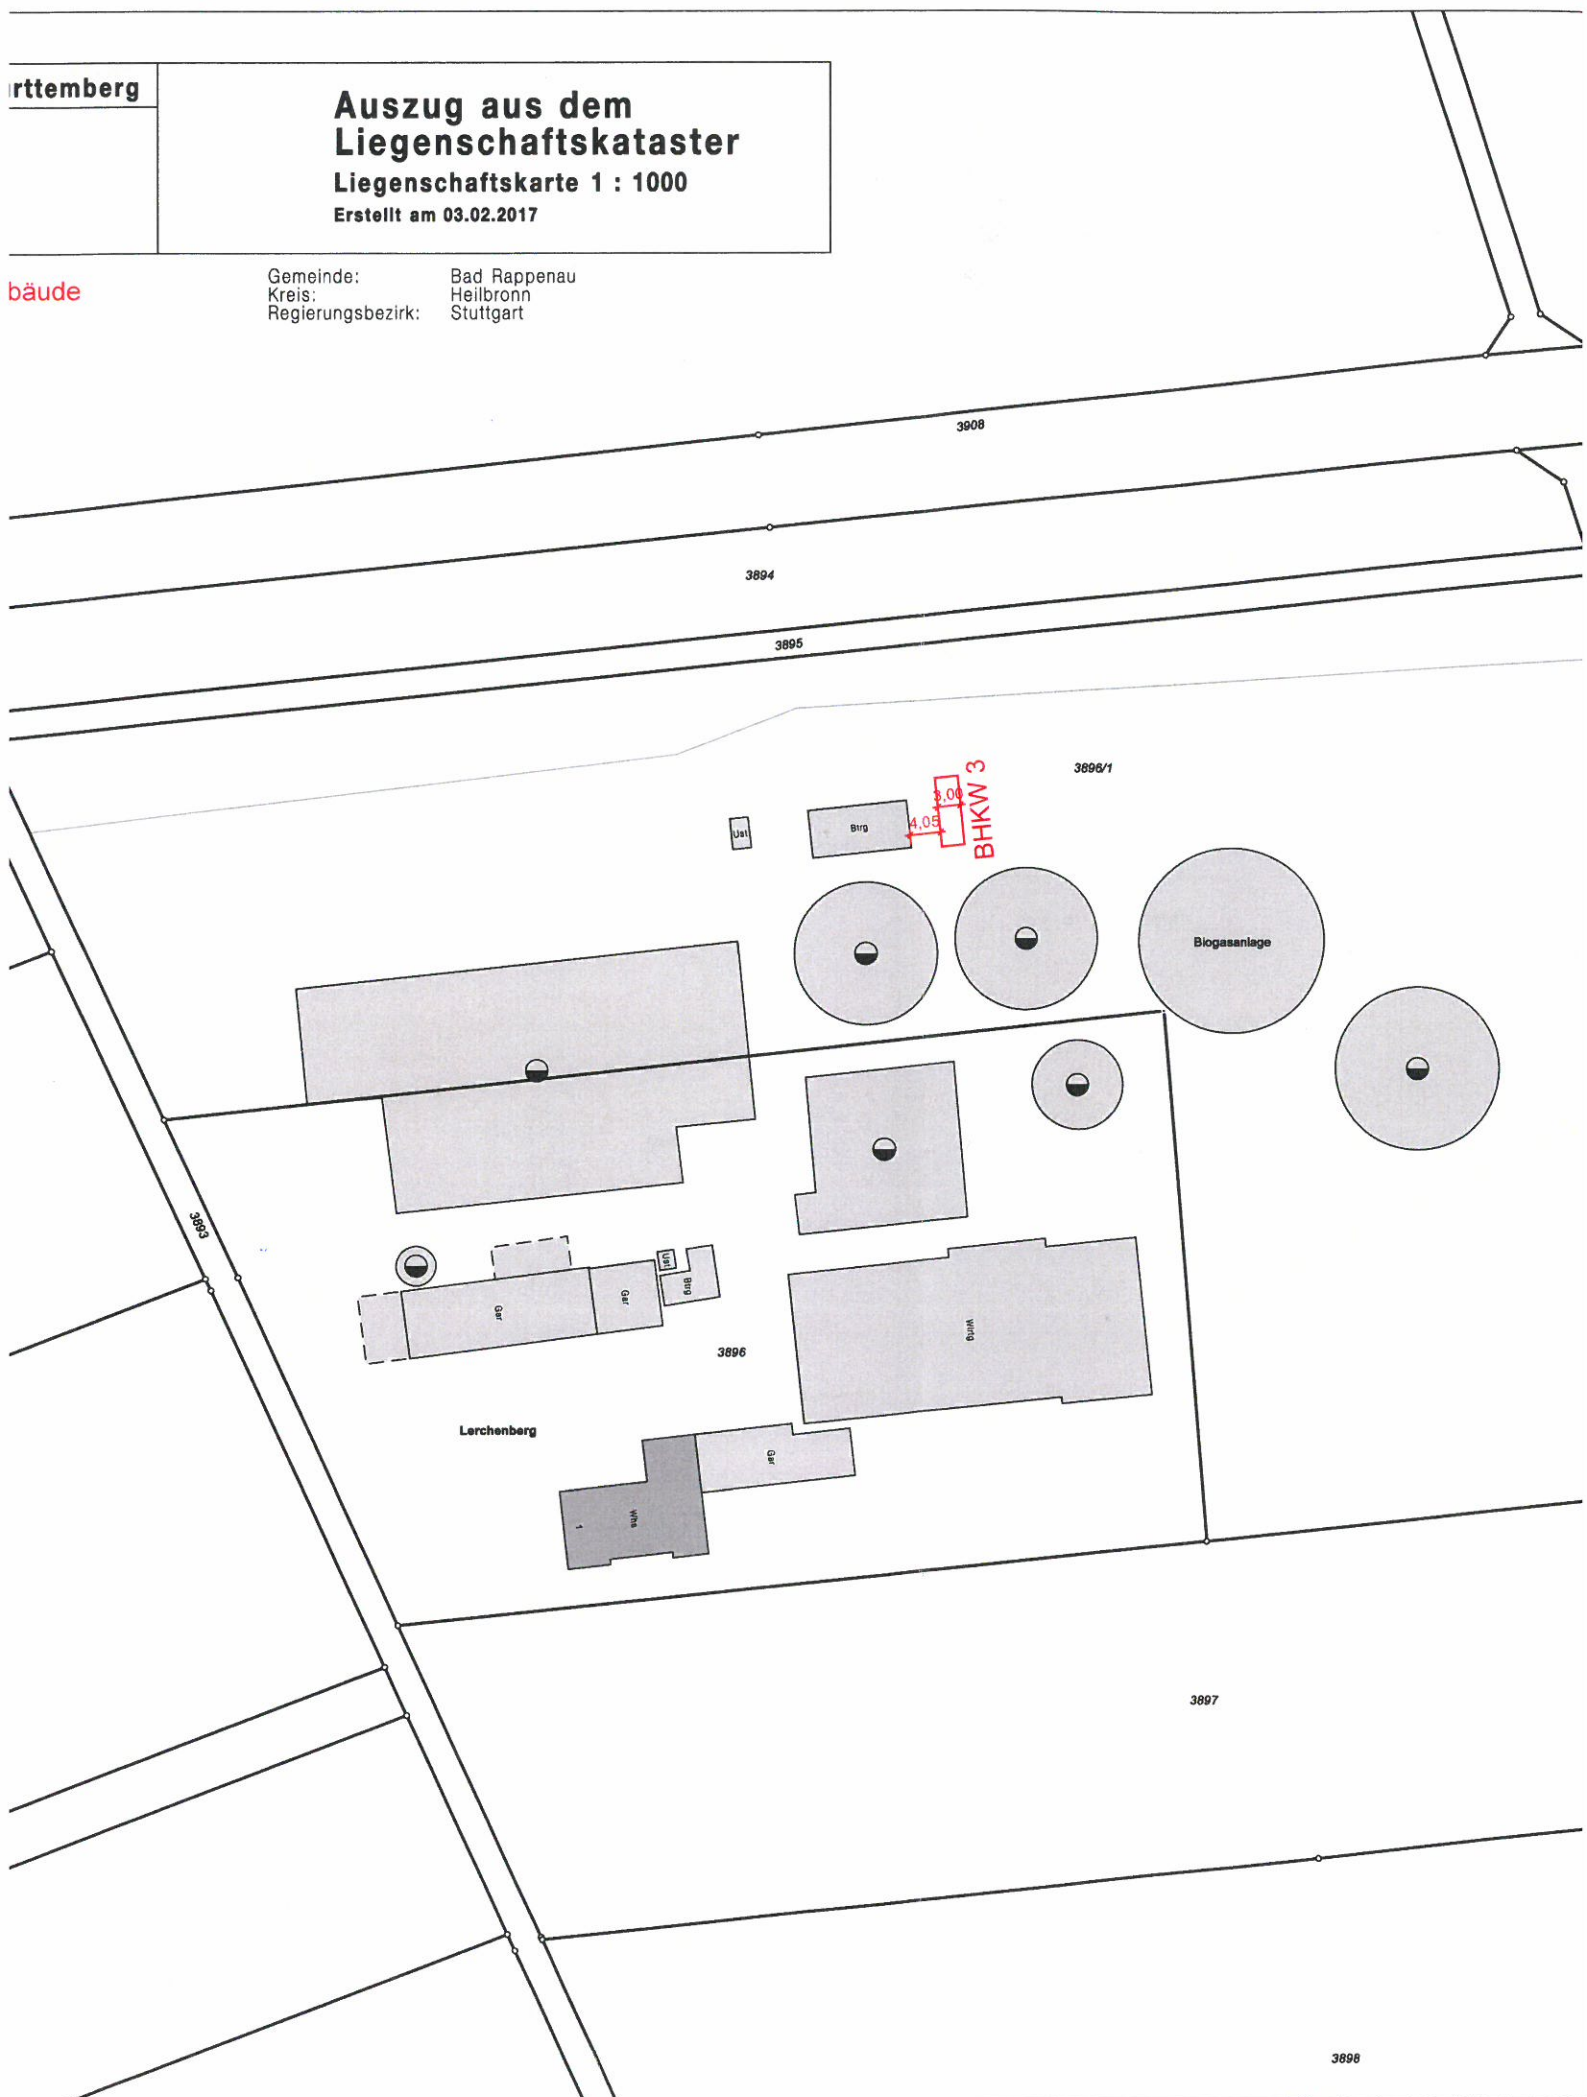 rttemberg
Auszug aus dem
Liegenschaftskataster
Liegenschaftskarte 1 : 1000
Erstellt am 03.02.2017
bäude
Gemeinde: Bad Rappenau
Kreis: Heilbronn
Regierungsbezirk: Stuttgart
3908
3894
3895
3896/1
3,00
4,05
BHKW 3
Ust
Btrg
Biogasanlage
3893
Ust
Btrg
Gar
Gar
Wirtg
3896
Lerchenberg
Gar
Whs
1
3897
3898